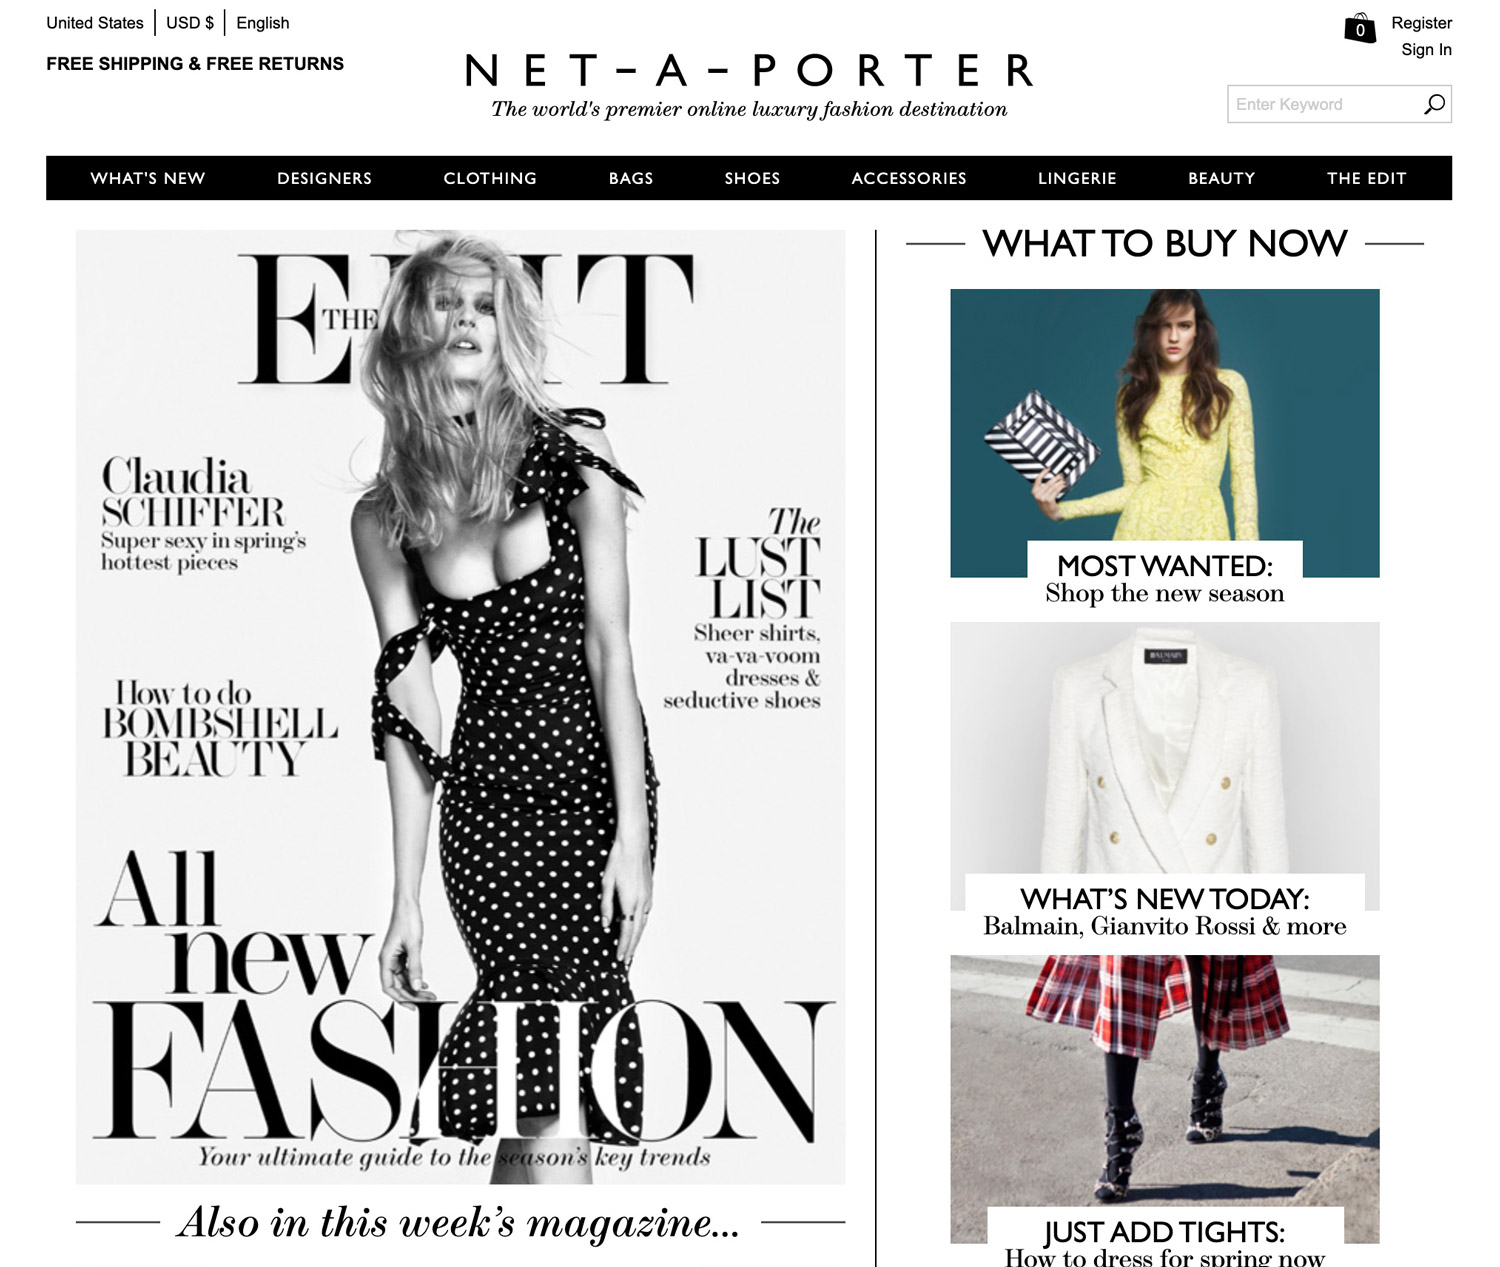 United States | USD $ | English
FREE SHIPPING & FREE RETURNS
NET-A-PORTER
The world's premier online luxury fashion destination
0
Register
Sign In
Enter Keyword
WHAT'S NEW DESIGNERS CLOTHING BAGS SHOES ACCESSORIES LINGERIE BEAUTY THE EDIT
THE
EDIT
Claudia
SCHIFFER
Super sexy in spring's
hottest pieces
The
LUST
LIST
Sheer shirts,
va-va-voom
dresses &
seductive shoes
How to do
BOMBSHELL
BEAUTY
All
new
FASHION
Your ultimate guide to the season's key trends
Also in this week's magazine...
WHAT TO BUY NOW
MOST WANTED:
Shop the new season
BALMAIN
WHAT'S NEW TODAY:
Balmain, Gianvito Rossi & more
JUST ADD TIGHTS:
How to dress for spring now